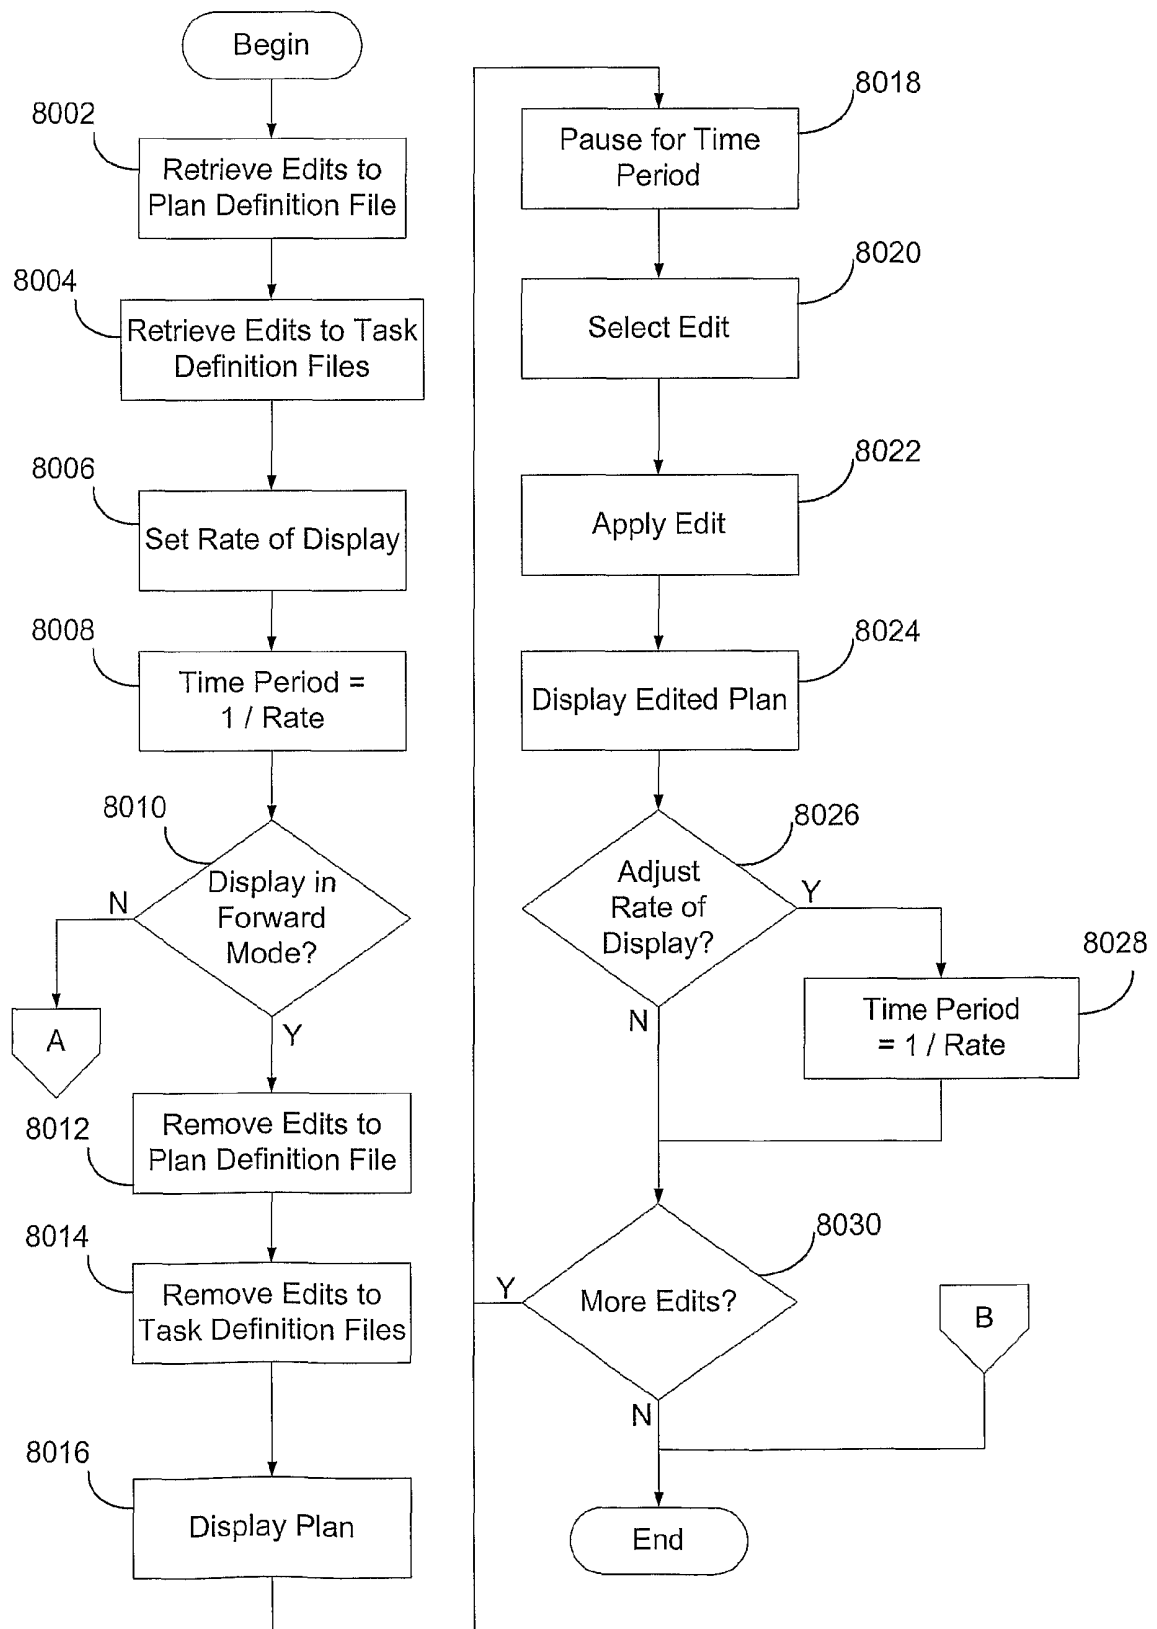 Begin
8002
Retrieve Edits to
Plan Definition File
8004
Retrieve Edits to Task
Definition Files
8006
Set Rate of Display
8008
Time Period =
1 / Rate
8010
Display in
Forward
Mode?
N
Y
A
8012
Remove Edits to
Plan Definition File
8014
Remove Edits to
Task Definition Files
8016
Display Plan
8018
Pause for Time
Period
8020
Select Edit
8022
Apply Edit
8024
Display Edited Plan
8026
Adjust
Rate of
Display?
Y
N
8028
Time Period
= 1 / Rate
8030
More Edits?
Y
N
B
End